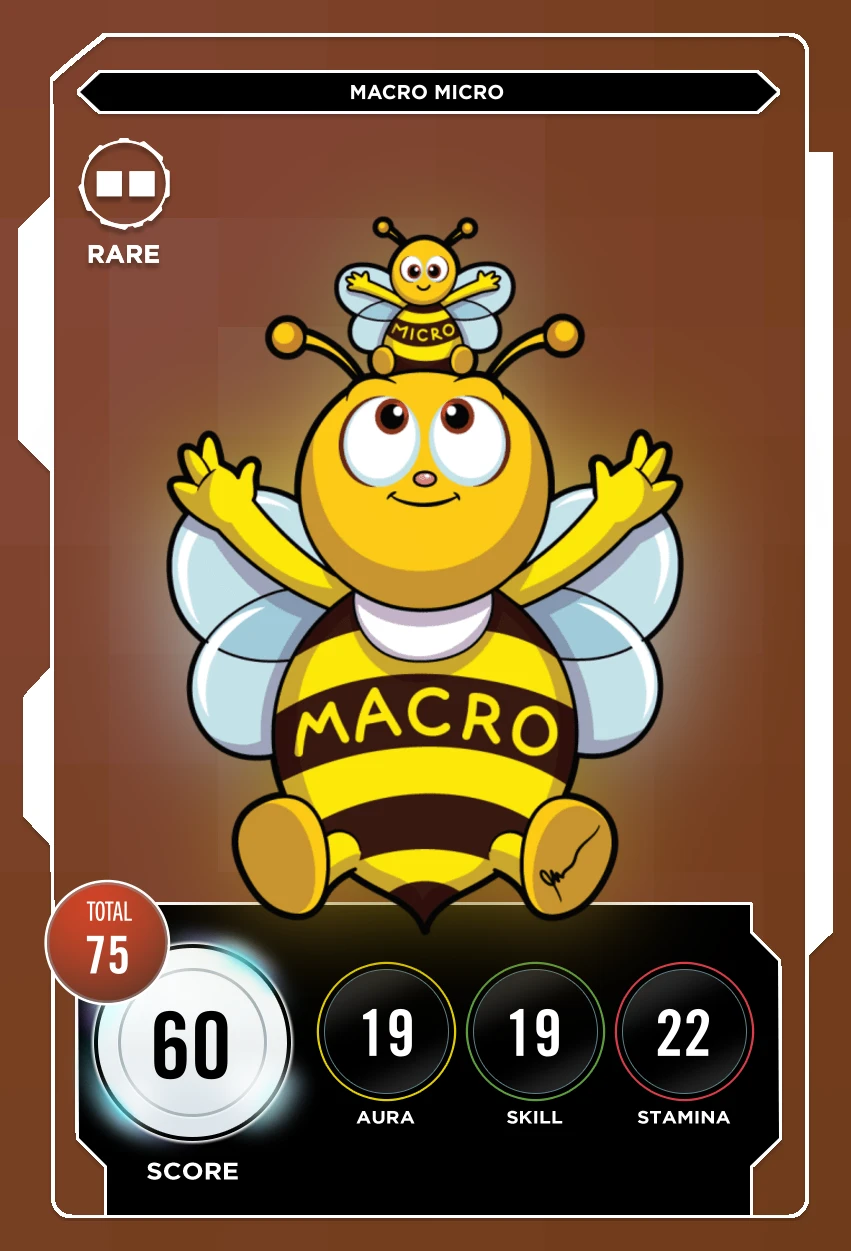 MACRO MICRO
RARE
MICRO
MACRO
TOTAL
75
60
SCORE
19
AURA
19
SKILL
22
STAMINA